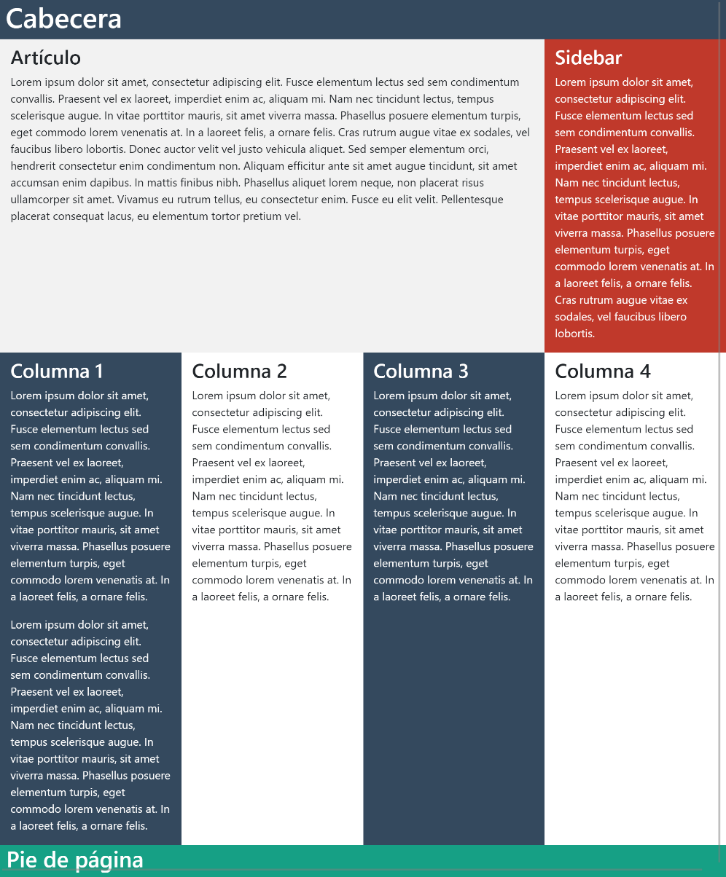 Cabecera
Artículo
Lorem ipsum dolor sit amet, consectetur adipiscing elit. Fusce elementum lectus sed sem condimentum
convallis. Praesent vel ex laoreet, imperdiet enim ac, aliquam mi. Nam nec tincidunt lectus, tempus
scelerisque augue. In vitae porttitor mauris, sit amet viverra massa. Phasellus posuere elementum turpis,
eget commodo lorem venenatis at. In a laoreet felis, a ornare felis. Cras rutrum augue vitae ex sodales, vel
faucibus libero lobortis. Donec auctor velit vel justo vehicula aliquet. Sed semper elementum orci,
hendrerit consectetur enim condimentum non. Aliquam efficitur ante sit amet augue tincidunt, sit amet
accumsan enim dapibus. In mattis finibus nibh. Phasellus aliquet lorem neque, non placerat risus
ullamcorper sit amet. Vivamus eu rutrum tellus, eu consectetur enim. Fusce eu elit velit. Pellentesque
placerat consequat lacus, eu elementum tortor pretium vel.
Sidebar
Lorem ipsum dolor sit amet,
consectetur adipiscing elit.
Fusce elementum lectus sed
sem condimentum convallis.
Praesent vel ex laoreet,
imperdiet enim ac, aliquam mi.
Nam nec tincidunt lectus,
tempus scelerisque augue. In
vitae porttitor mauris, sit amet
viverra massa. Phasellus posuere
elementum turpis, eget
commodo lorem venenatis at. In
a laoreet felis, a ornare felis.
Cras rutrum augue vitae ex
sodales, vel faucibus libero
lobortis.
Columna 1
Lorem ipsum dolor sit amet,
consectetur adipiscing elit.
Fusce elementum lectus sed
sem condimentum convallis.
Praesent vel ex laoreet,
imperdiet enim ac, aliquam mi.
Nam nec tincidunt lectus,
tempus scelerisque augue. In
vitae porttitor mauris, sit amet
viverra massa. Phasellus posuere
elementum turpis, eget
commodo lorem venenatis at. In
a laoreet felis, a ornare felis.
Lorem ipsum dolor sit amet,
consectetur adipiscing elit.
Fusce elementum lectus sed
sem condimentum convallis.
Praesent vel ex laoreet,
imperdiet enim ac, aliquam mi.
Nam nec tincidunt lectus,
tempus scelerisque augue. In
vitae porttitor mauris, sit amet
viverra massa. Phasellus posuere
elementum turpis, eget
commodo lorem venenatis at. In
a laoreet felis, a ornare felis.
Columna 2
Lorem ipsum dolor sit amet,
consectetur adipiscing elit.
Fusce elementum lectus sed
sem condimentum convallis.
Praesent vel ex laoreet,
imperdiet enim ac, aliquam mi.
Nam nec tincidunt lectus,
tempus scelerisque augue. In
vitae porttitor mauris, sit amet
viverra massa. Phasellus posuere
elementum turpis, eget
commodo lorem venenatis at. In
a laoreet felis, a ornare felis.
Columna 3
Lorem ipsum dolor sit amet,
consectetur adipiscing elit.
Fusce elementum lectus sed
sem condimentum convallis.
Praesent vel ex laoreet,
imperdiet enim ac, aliquam mi.
Nam nec tincidunt lectus,
tempus scelerisque augue. In
vitae porttitor mauris, sit amet
viverra massa. Phasellus posuere
elementum turpis, eget
commodo lorem venenatis at. In
a laoreet felis, a ornare felis.
Columna 4
Lorem ipsum dolor sit amet,
consectetur adipiscing elit.
Fusce elementum lectus sed
sem condimentum convallis.
Praesent vel ex laoreet,
imperdiet enim ac, aliquam mi.
Nam nec tincidunt lectus,
tempus scelerisque augue. In
vitae porttitor mauris, sit amet
viverra massa. Phasellus posuere
elementum turpis, eget
commodo lorem venenatis at. In
a laoreet felis, a ornare felis.
Pie de página